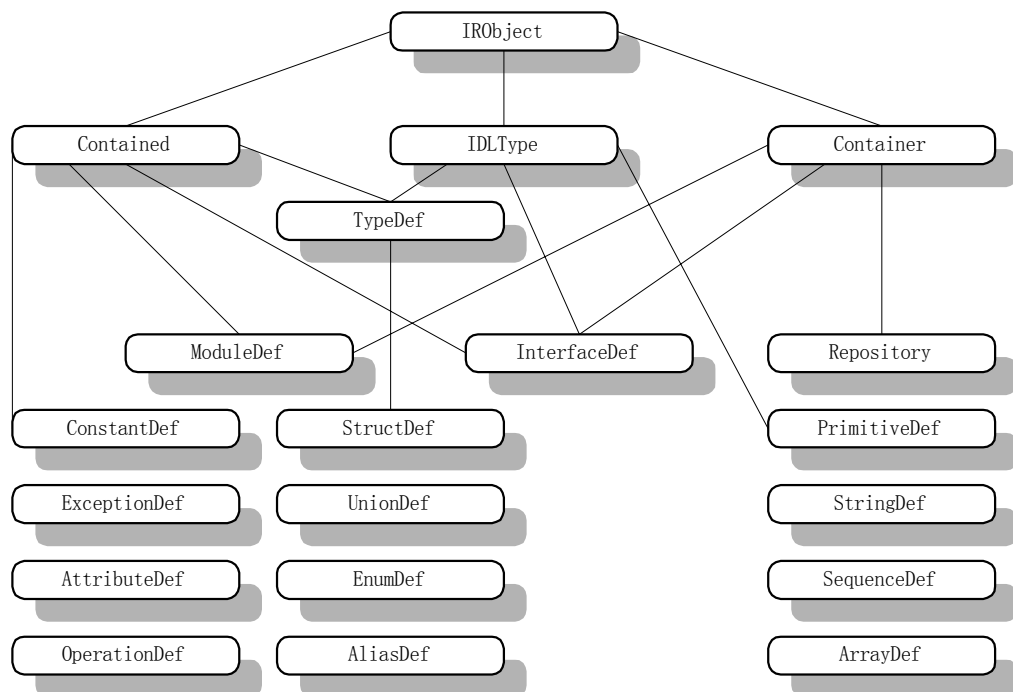 IRObject
Contained
IDLType
Container
TypeDef
ModuleDef
InterfaceDef
Repository
ConstantDef
StructDef
PrimitiveDef
ExceptionDef
UnionDef
StringDef
AttributeDef
EnumDef
SequenceDef
OperationDef
AliasDef
ArrayDef